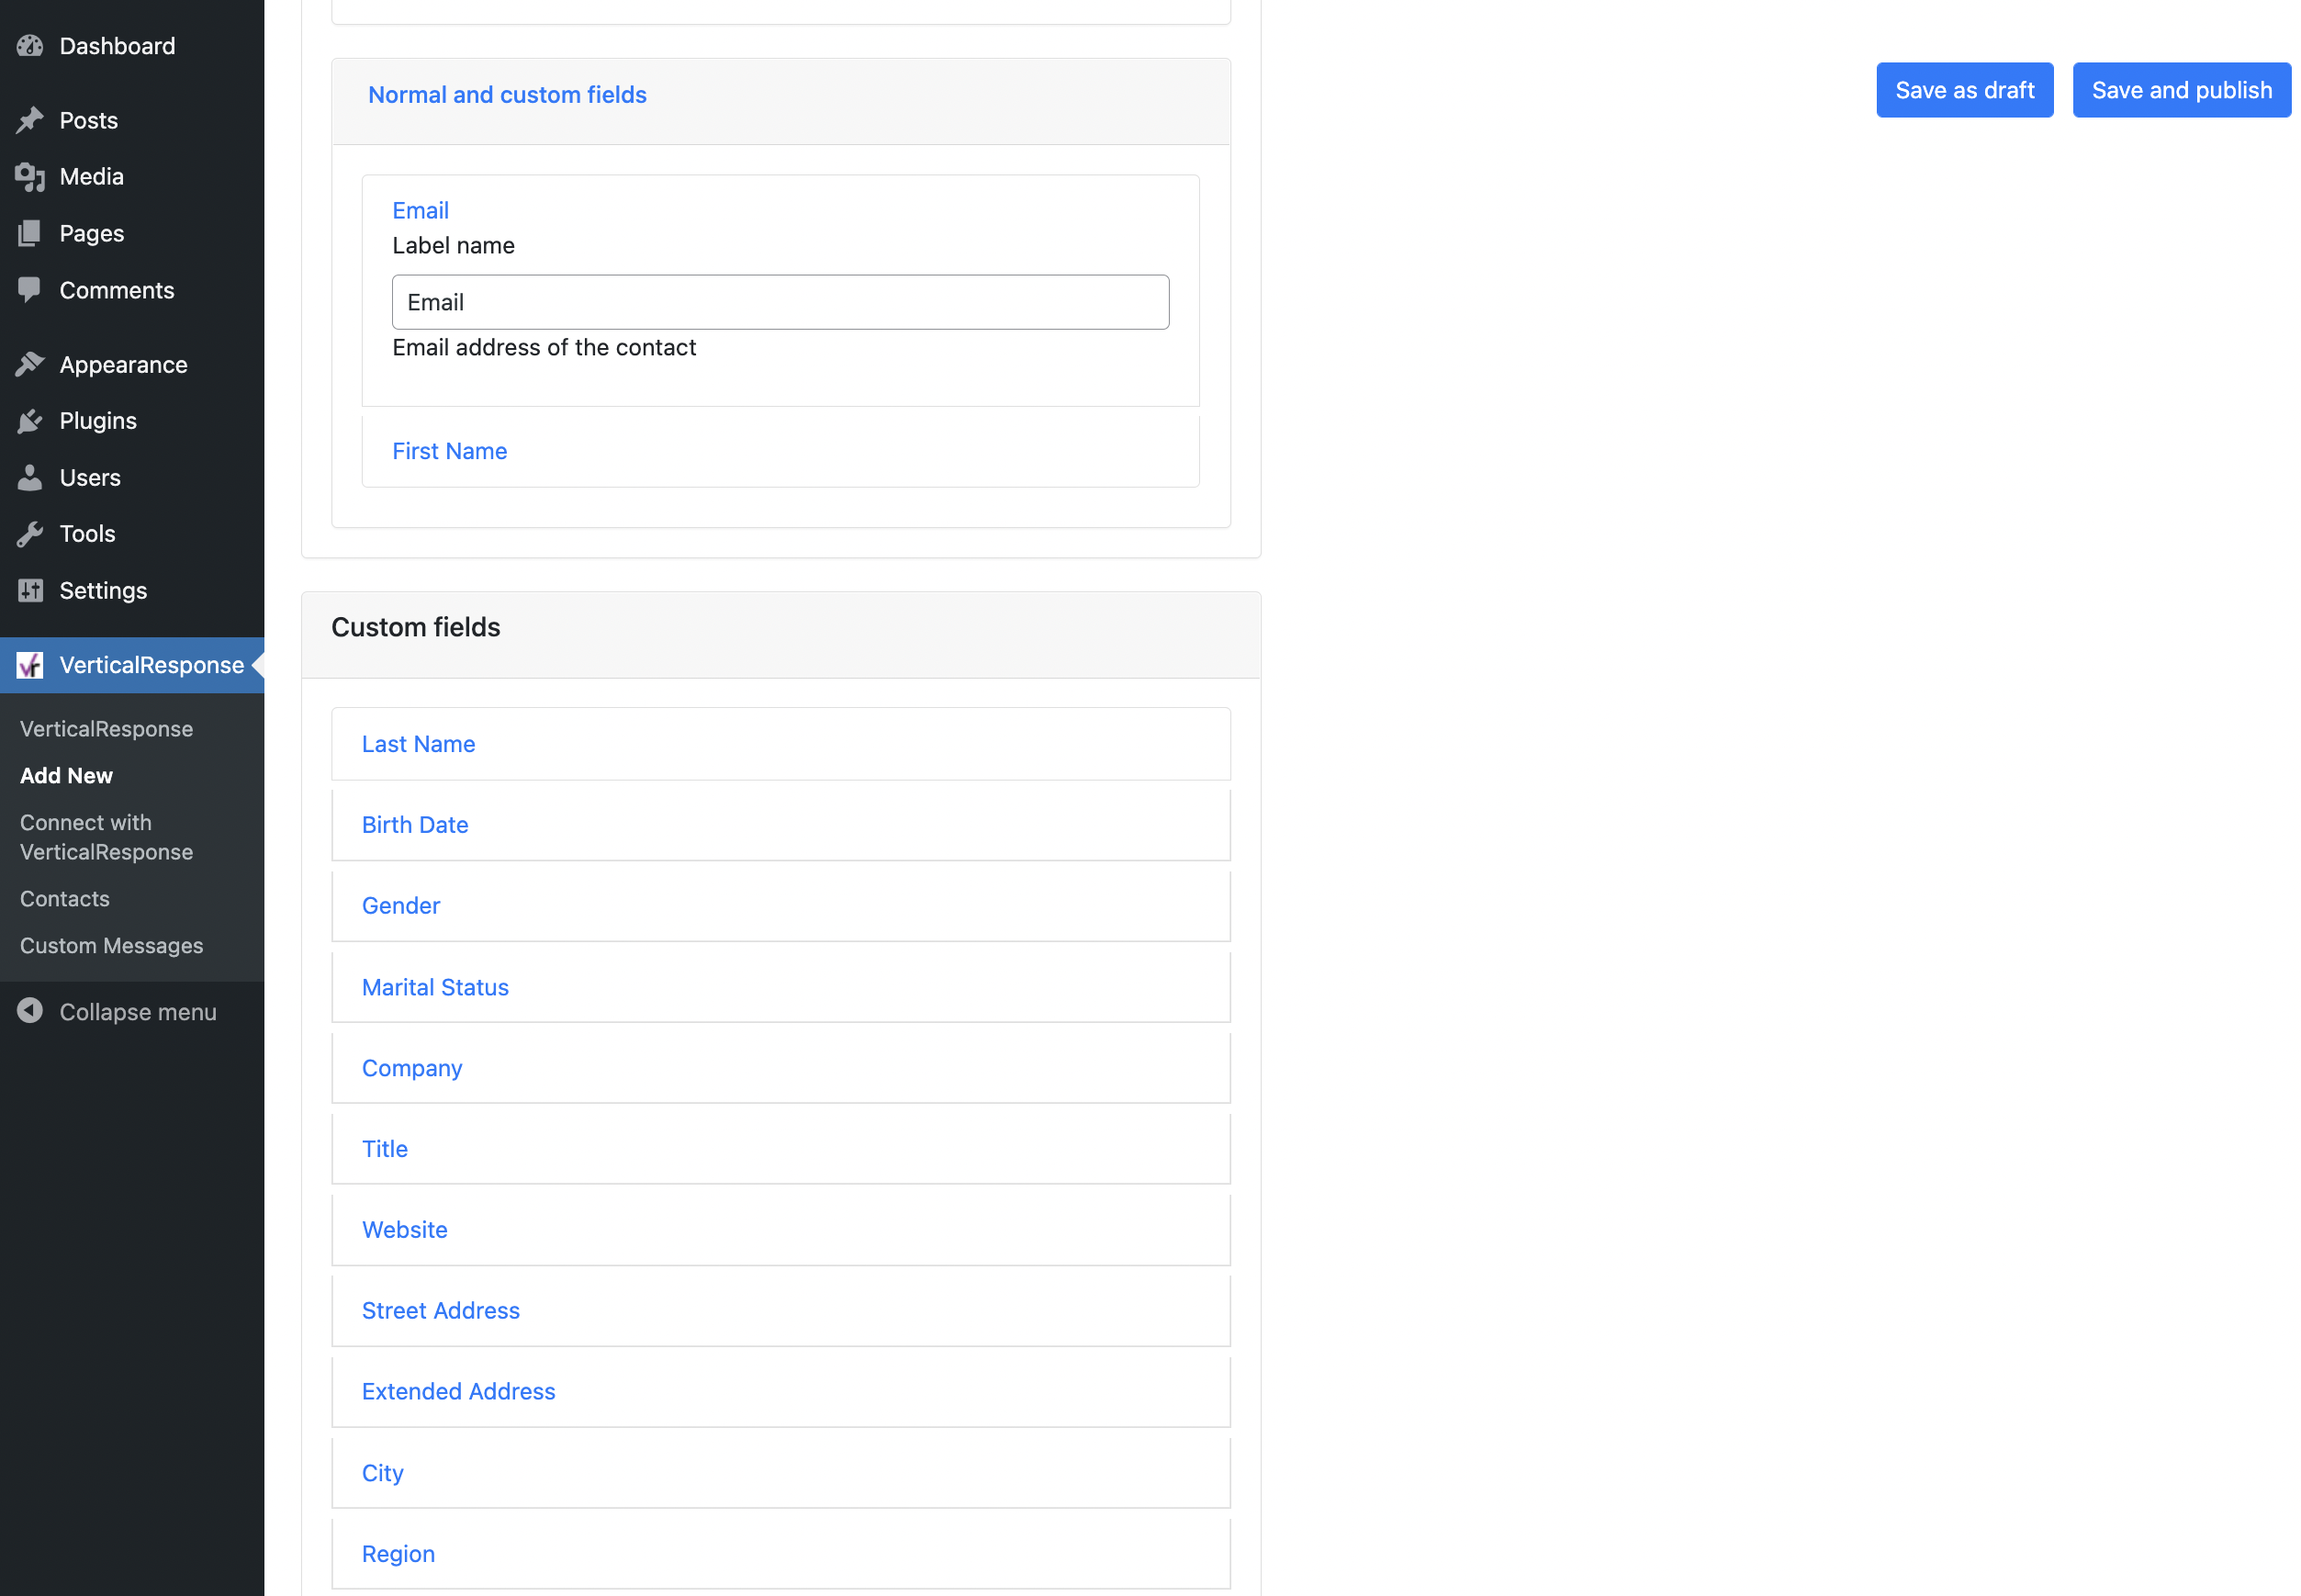 Dashboard
Posts
Media
Pages
Comments
Appearance
Plugins
Users
Tools
Settings
VerticalResponse
VerticalResponse
Add New
Connect with
VerticalResponse
Contacts
Custom Messages
Collapse menu
Normal and custom fields
Email
Label name
Email
Email address of the contact
First Name
Custom fields
Last Name
Birth Date
Gender
Marital Status
Company
Title
Website
Street Address
Extended Address
City
Region
Save as draft
Save and publish